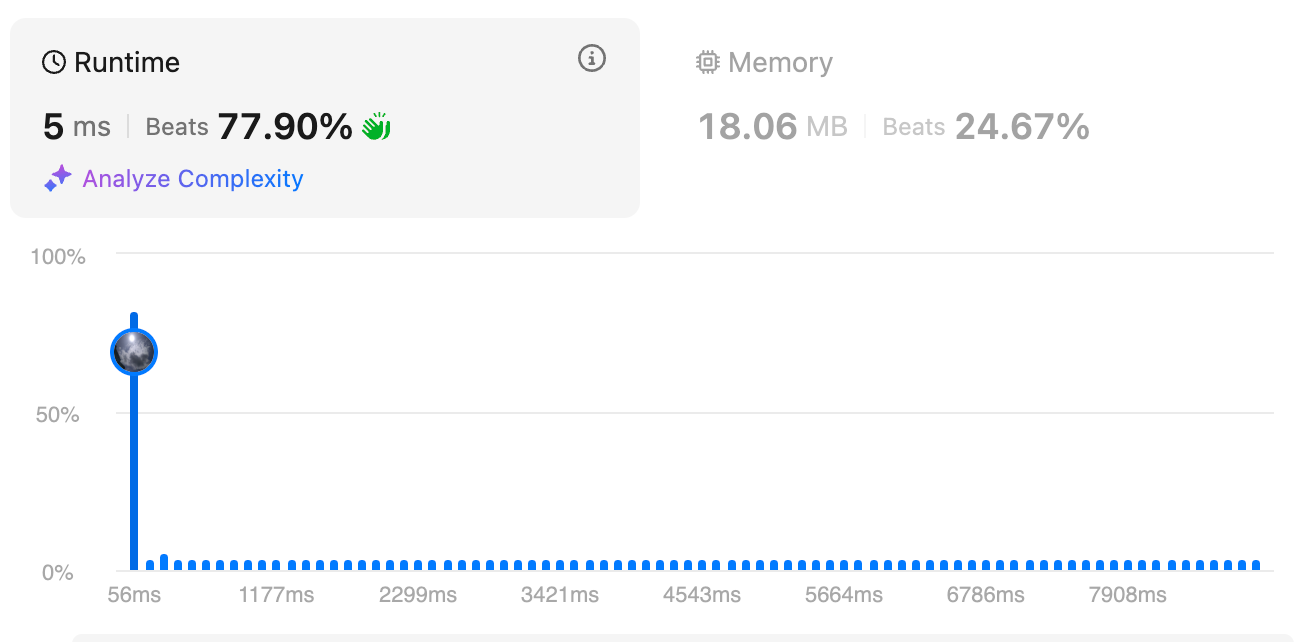 Runtime
5 ms Beats 77.90%
Analyze Complexity
Memory
18.06 MB Beats 24.67%
100%
50%
0%
56ms 1177ms 2299ms 3421ms 4543ms 5664ms 6786ms 7908ms